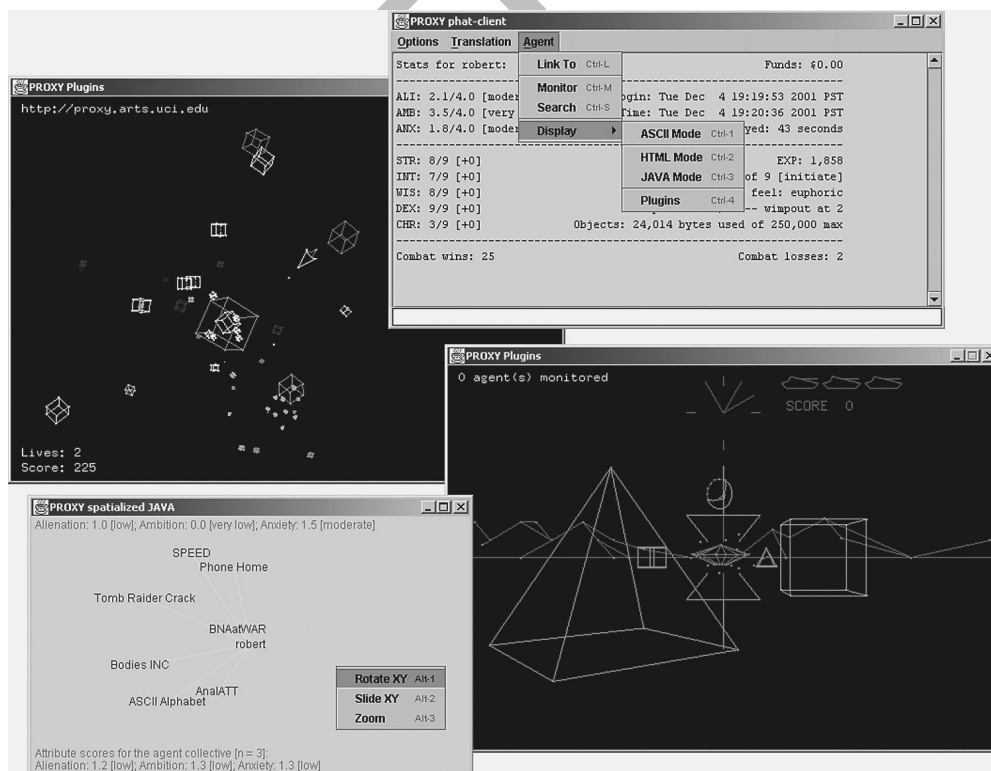 PROXY phat-client
Options Translation Agent
Stats for robert: Link To Ctrl-L Funds: $0.00
Monitor Ctrl-M
ALI: 2.1/4.0 [moder ogin: Tue Dec 4 19:19:53 2001 PST
Search Ctrl-S
AMB: 3.5/4.0 [very Time: Tue Dec 4 19:20:36 2001 PST
ANX: 1.8/4.0 [moder Display yed: 43 seconds
ASCII Mode Ctrl-1
STR: 8/9 [+0] HTML Mode Ctrl-2 EXP: 1,858
INT: 7/9 [+0] JAVA Mode Ctrl-3 of 9 [initiate]
WIS: 8/9 [+0] feel: euphoric
Plugins Ctrl-4
DEX: 9/9 [+0] -- wimpout at 2
CHR: 3/9 [+0] Objects: 24,014 bytes used of 250,000 max
Combat wins: 25 Combat losses: 2
PROXY Plugins
http://proxy.arts.uci.edu
Lives: 2
Score: 225
PROXY Plugins
0 agent(s) monitored
SCORE 0
PROXY spatialized JAVA
Alienation: 1.0 [low]; Ambition: 0.0 [very low]; Anxiety: 1.5 [moderate]
SPEED
Phone Home
Tomb Raider Crack
BNAatWAR
robert
Bodies INC
AnalATT
ASCII Alphabet
Rotate XY Alt-1
Slide XY Alt-2
Zoom Alt-3
Attribute scores for the agent collective [n = 3]:
Alienation: 1.2 [low]; Ambition: 1.3 [low]; Anxiety: 1.3 [low]